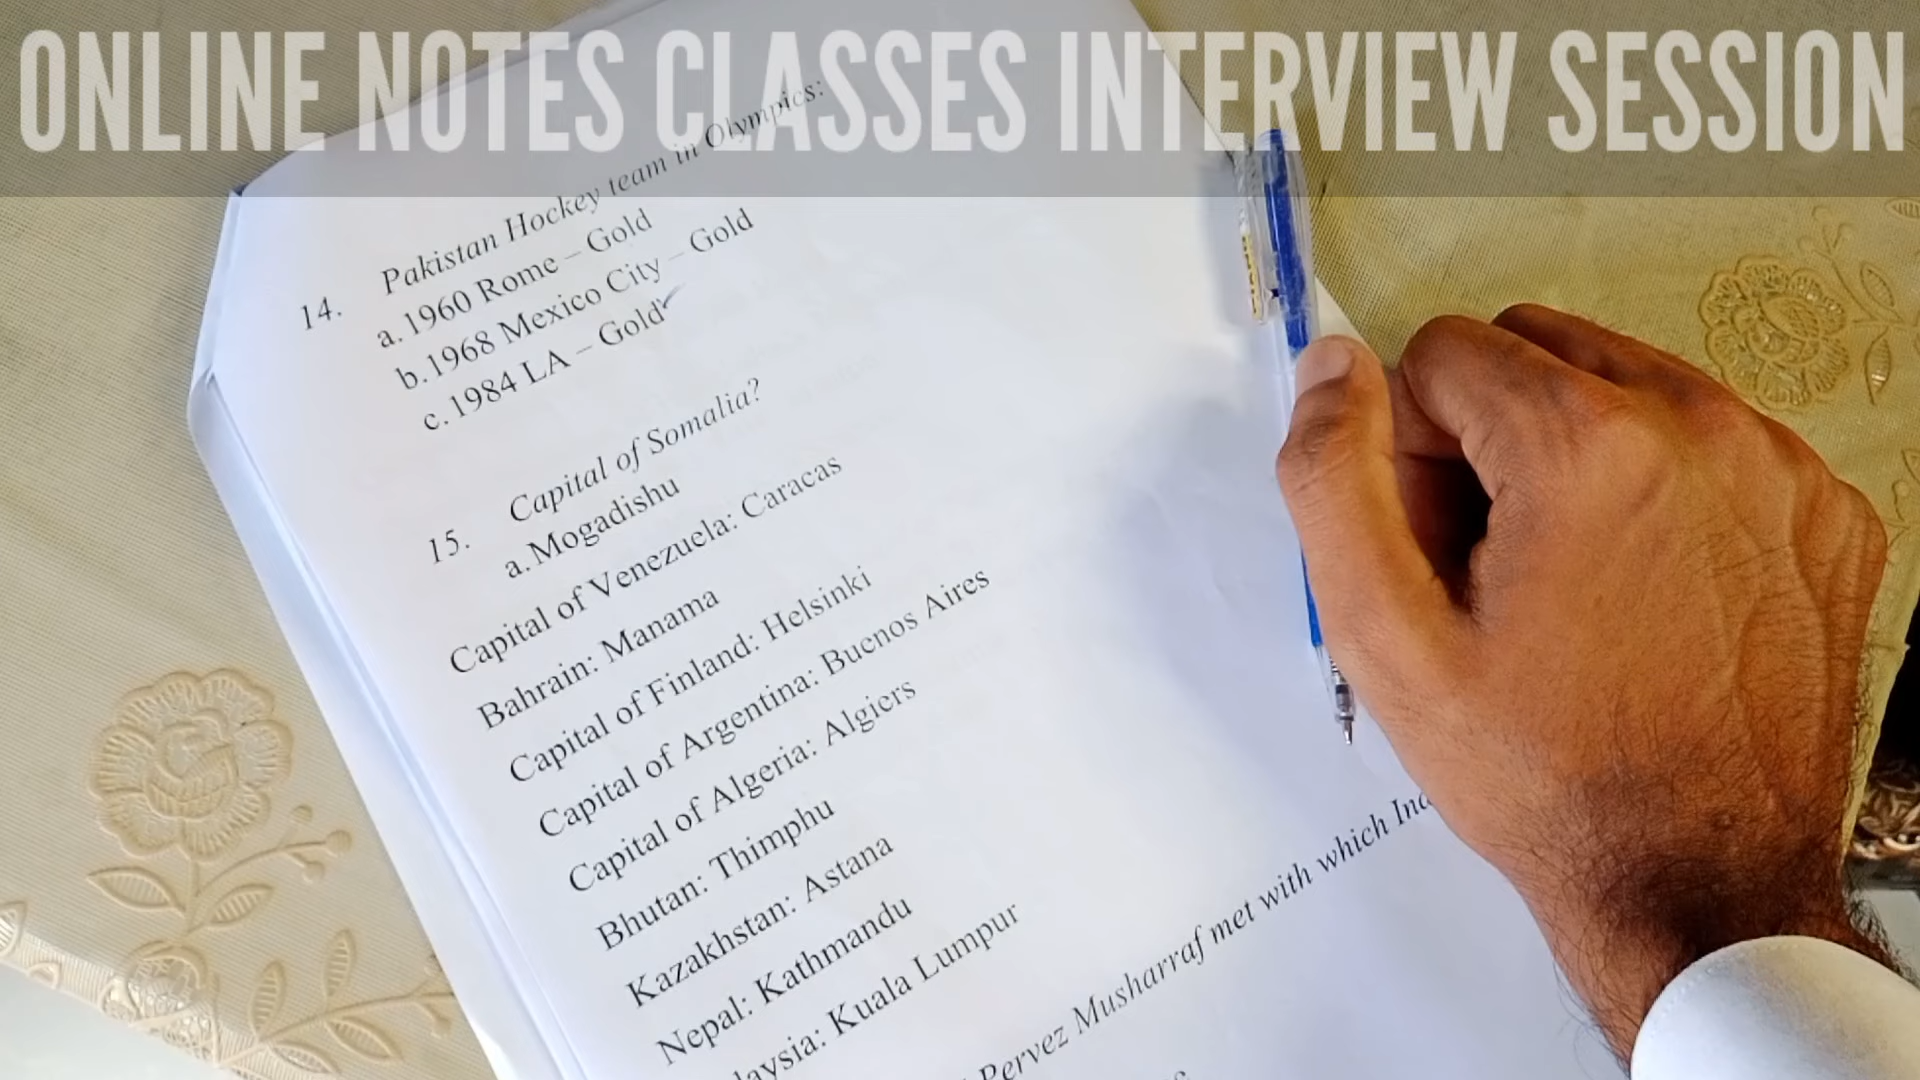 ONLINE NOTES CLASSES INTERVIEW SESSION
14. Pakistan Hockey team in Olympics:
a. 1960 Rome – Gold
b. 1968 Mexico City – Gold
c. 1984 LA – Gold
15. Capital of Somalia?
a. Mogadishu
Capital of Venezuela: Caracas
Bahrain: Manama
Capital of Finland: Helsinki
Capital of Argentina: Buenos Aires
Capital of Algeria: Algiers
Bhutan: Thimphu
Kazakhstan: Astana
Nepal: Kathmandu
laysia: Kuala Lumpur
Pervez Musharraf met with which